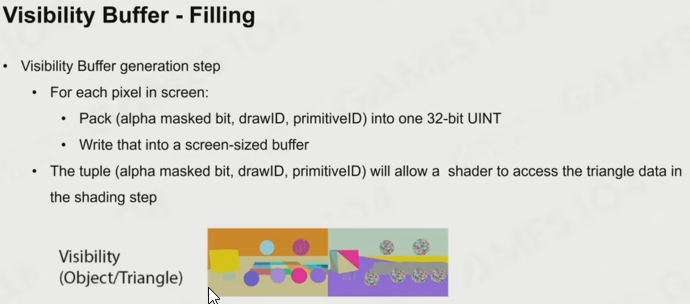 Visibility Buffer - Filling
• Visibility Buffer generation step
• For each pixel in screen:
• Pack (alpha masked bit, drawID, primitiveID) into one 32-bit UINT
• Write that into a screen-sized buffer
• The tuple (alpha masked bit, drawID, primitiveID) will allow a shader to access the triangle data in
the shading step
Visibility
(Object/Triangle)